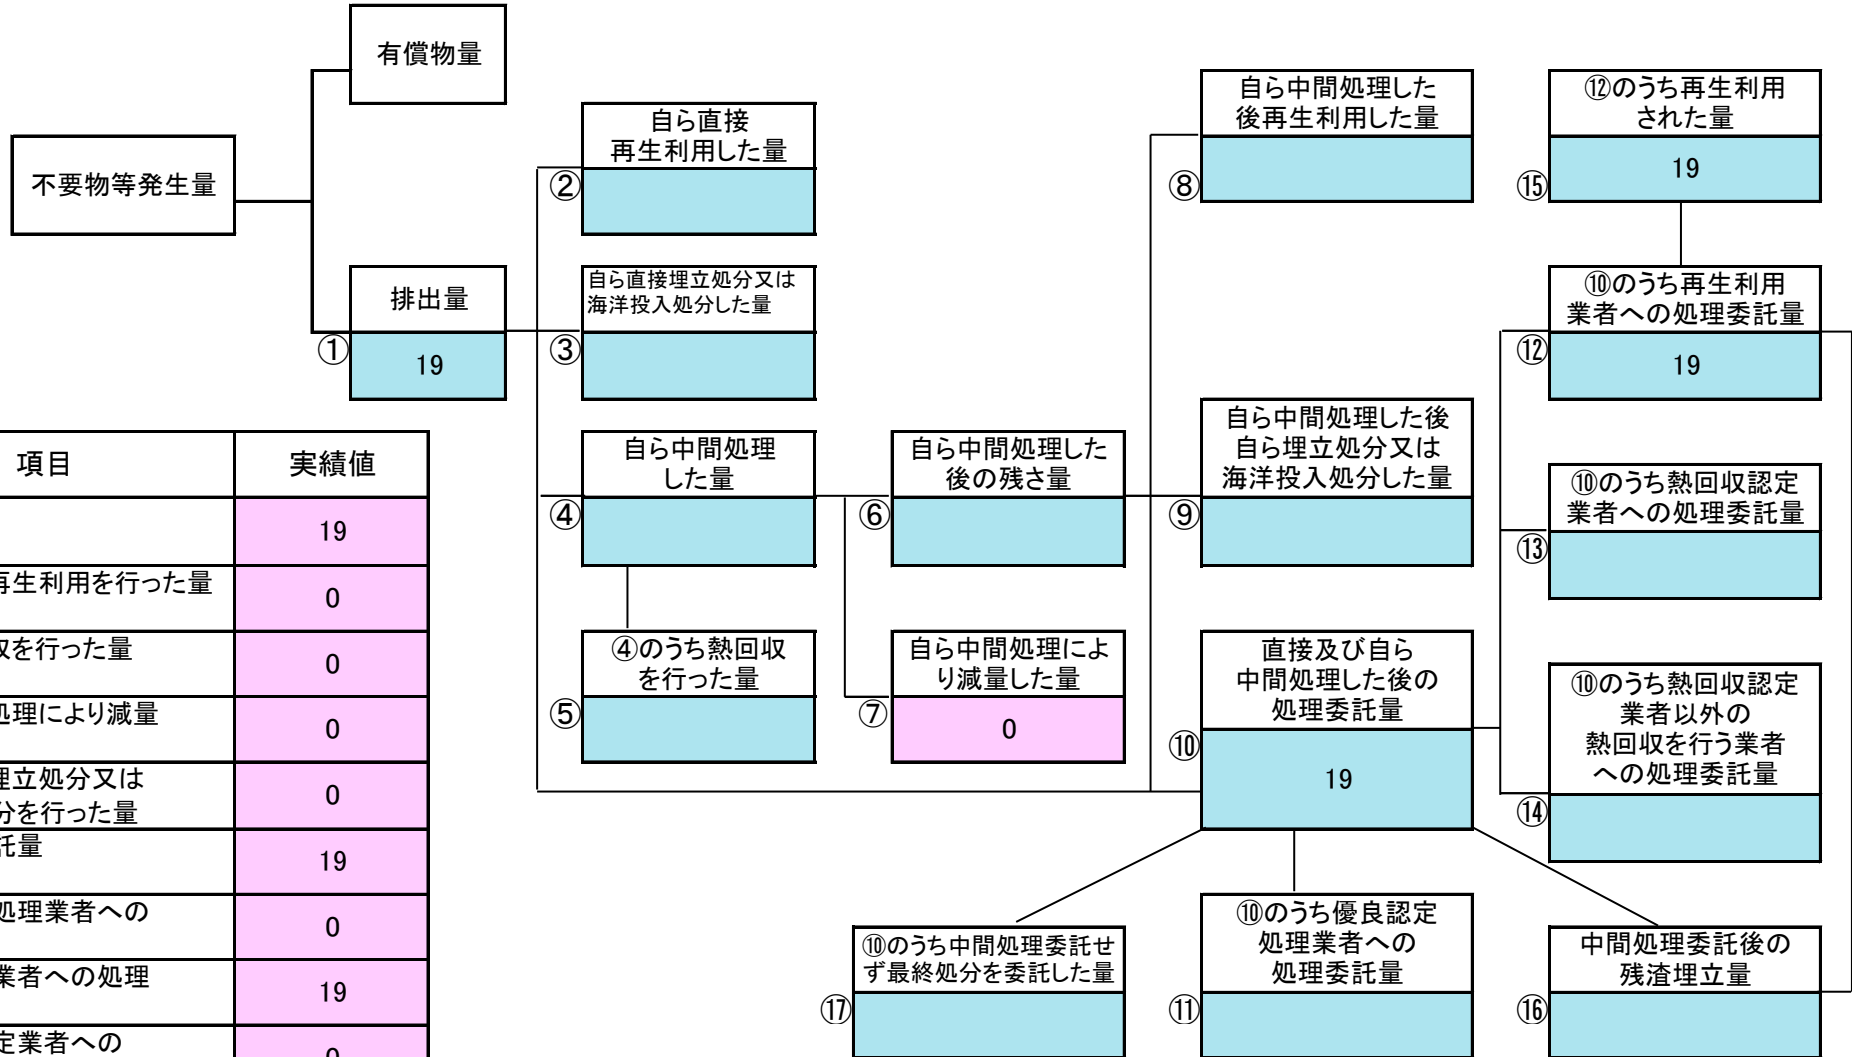 有償物量
不要物等発生量
排出量
①
19
自ら直接
再生利用した量
②
自ら直接埋立処分又は
海洋投入処分した量
③
自ら中間処理
した量
④
④のうち熱回収
を行った量
⑤
自ら中間処理した
後の残さ量
⑥
自ら中間処理によ
り減量した量
⑦
0
自ら中間処理した
後再生利用した量
⑧
自ら中間処理した後
自ら埋立処分又は
海洋投入処分した量
⑨
直接及び自ら
中間処理した後の
処理委託量
⑩
19
⑫のうち再生利用
された量
⑮
19
⑩のうち再生利用
業者への処理委託量
⑫
19
⑩のうち熱回収認定
業者への処理委託量
⑬
⑩のうち熱回収認定
業者以外の
熱回収を行う業者
への処理委託量
⑭
⑩のうち中間処理委託せ
ず最終処分を委託した量
⑰
⑩のうち優良認定
処理業者への
処理委託量
⑪
中間処理委託後の
残渣埋立量
⑯
項目 実績値
19
再生利用を行った量 0
を行った量 0
処理により減量 0
埋立処分又は
分を行った量 0
託量 19
処理業者への 0
業者への処理 19
定業者への